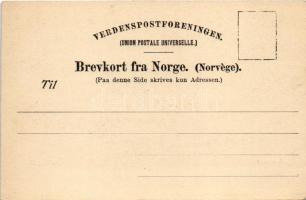 VERDENSPOSTFORENINGEN.
(UNION POSTALE UNIVERSELLE.)
Brevkort fra Norge. (Norvège).
(Paa denne Side skrives kun Adressen.)
Til